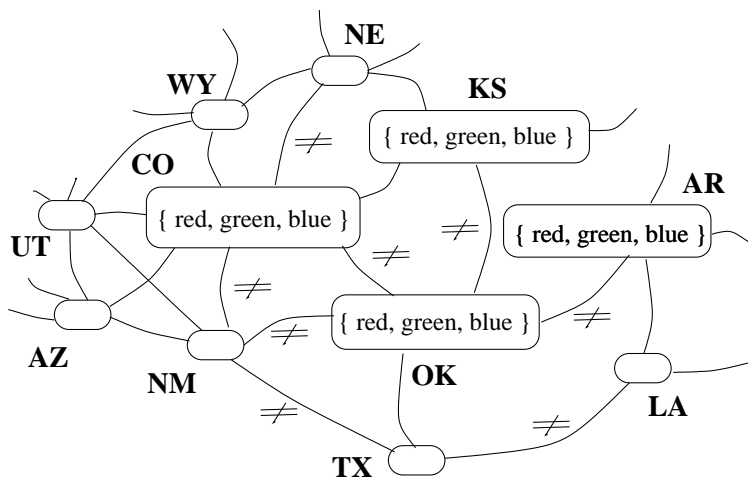 NE
WY
KS
{ red, green, blue }
CO
AR
{ red, green, blue }
{ red, green, blue }
UT
{ red, green, blue }
AZ
NM
OK
LA
TX
≠
≠
≠
≠
≠
≠
≠
≠